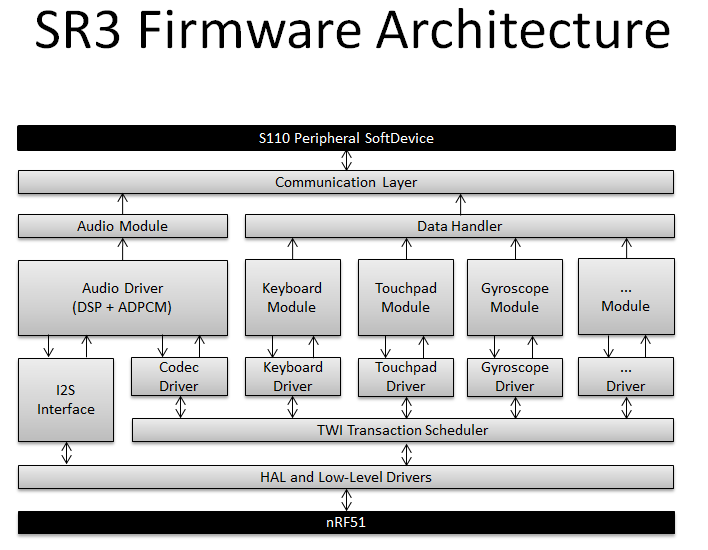 SR3 Firmware Architecture
S110 Peripheral SoftDevice
Communication Layer
Audio Module
Data Handler
Audio Driver
(DSP + ADPCM)
Keyboard
Module
Touchpad
Module
Gyroscope
Module
...
Module
I2S
Interface
Codec
Driver
Keyboard
Driver
Touchpad
Driver
Gyroscope
Driver
...
Driver
TWI Transaction Scheduler
HAL and Low-Level Drivers
nRF51